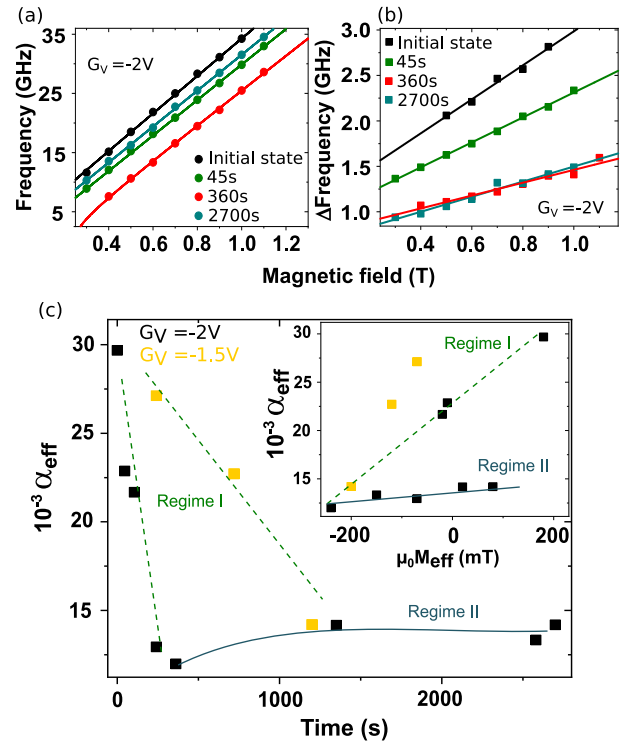 (a)
Frequency (GHz)
35
25
15
5
G_V =-2V
Initial state
45s
360s
2700s
0.4 0.6 0.8 1.0 1.2
(b)
ΔFrequency (GHz)
3.0
2.5
2.0
1.5
1.0
Initial state
45s
360s
2700s
G_V =-2V
0.4 0.6 0.8 1.0
Magnetic field (T)
(c)
10⁻³ α_eff
30
25
20
15
10
G_V =-2V
G_V =-1.5V
Regime I
Regime II
0 1000 2000
Time (s)
10⁻³ α_eff
30
25
20
15
10
Regime I
Regime II
-200 0 200
μ₀M_eff (mT)